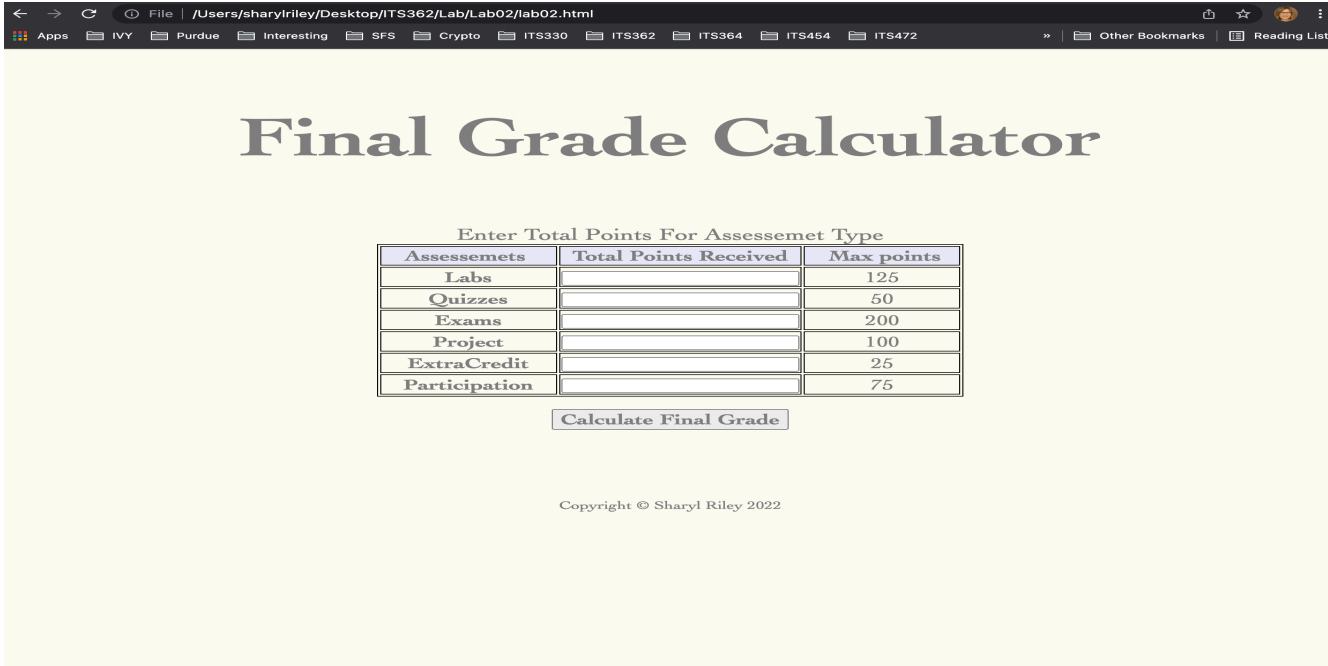 File | /Users/sharylriley/Desktop/ITS362/Lab/Lab02/lab02.html
Apps IVY Purdue Interesting SFS Crypto ITS330 ITS362 ITS364 ITS454 ITS472 » Other Bookmarks Reading List
Final Grade Calculator
Enter Total Points For Assessemet Type
Assessemets Total Points Received Max points
Labs 125
Quizzes 50
Exams 200
Project 100
ExtraCredit 25
Participation 75
Calculate Final Grade
Copyright © Sharyl Riley 2022